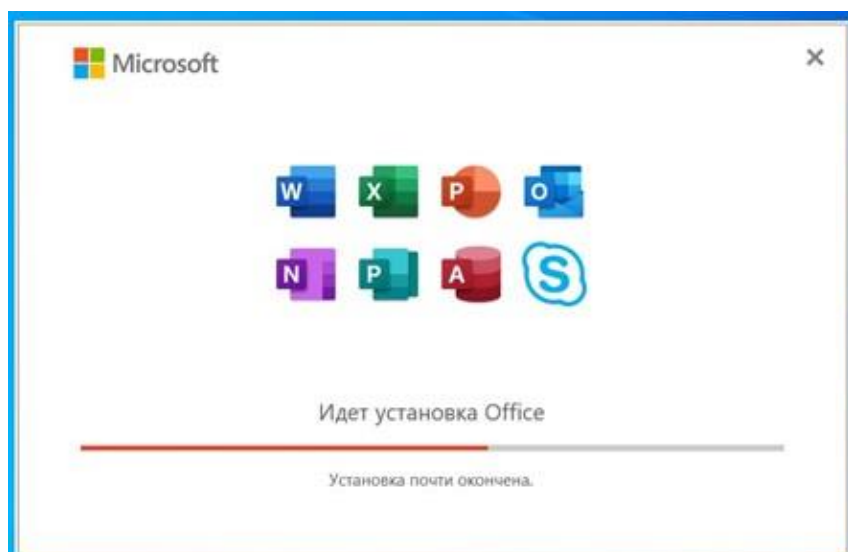 Microsoft
W X P O
N P A S
Идет установка Office
Установка почти окончена.